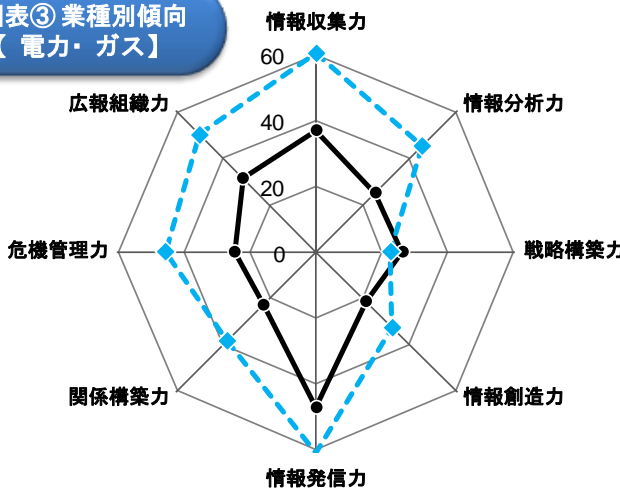 図表③ 業種別傾向
【 電力・ ガス】
情報収集力
60
広報組織力
情報分析力
40
20
危機管理力
0
戦略構築力
関係構築力
情報創造力
情報発信力